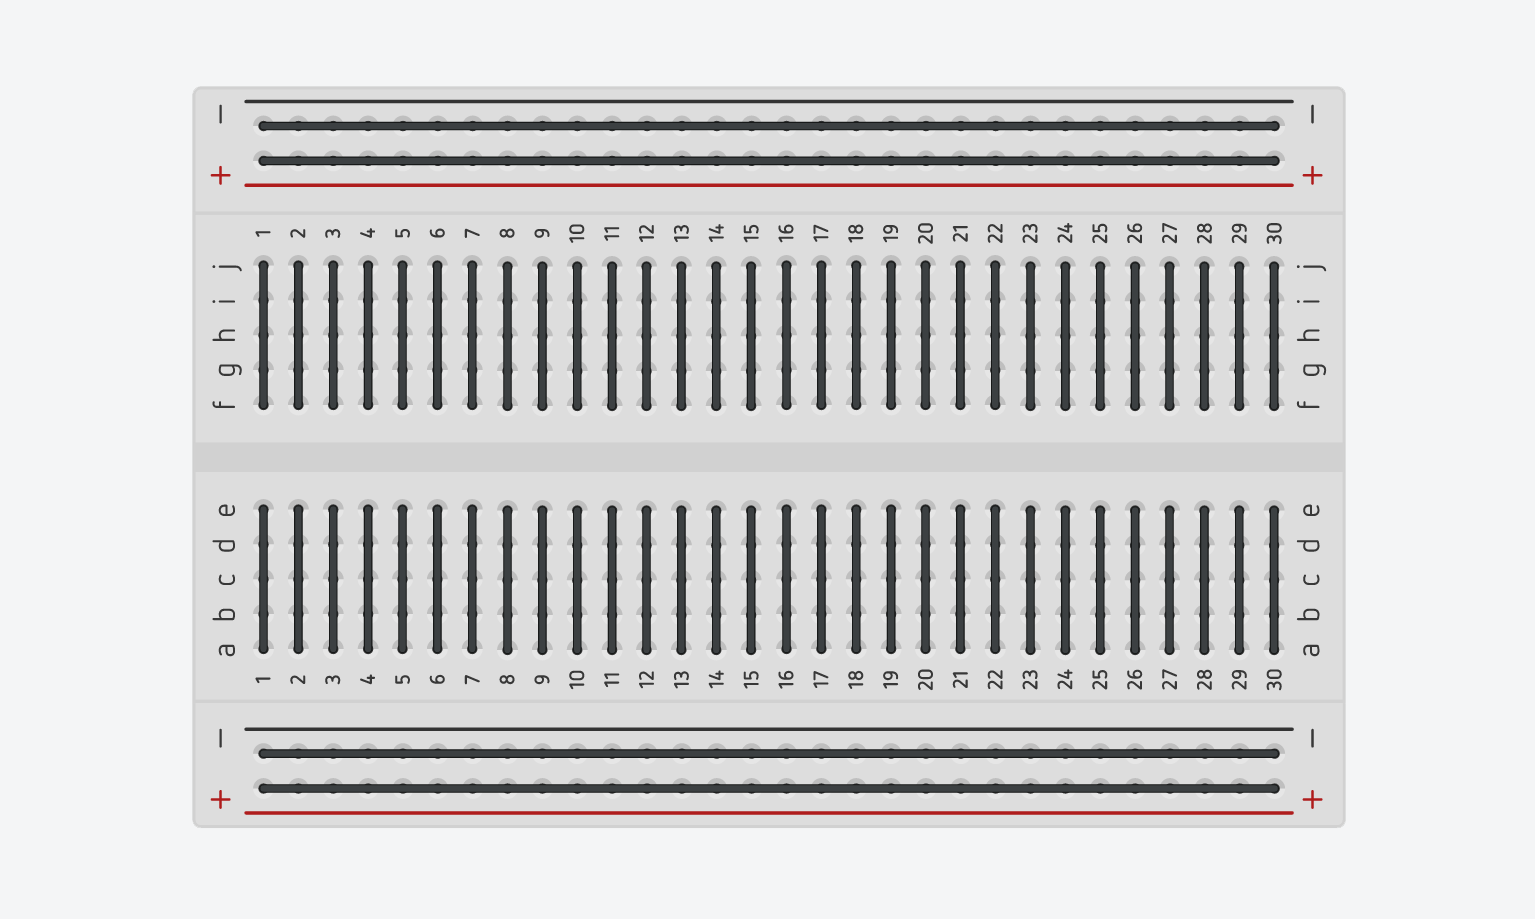 − −
+ +
1 2 3 4 5 6 7 8 9 10 11 12 13 14 15 16 17 18 19 20 21 22 23 24 25 26 27 28 29 30
j j
i i
h h
g g
f f
e e
d d
c c
b b
a a
1 2 3 4 5 6 7 8 9 10 11 12 13 14 15 16 17 18 19 20 21 22 23 24 25 26 27 28 29 30
− −
+ +